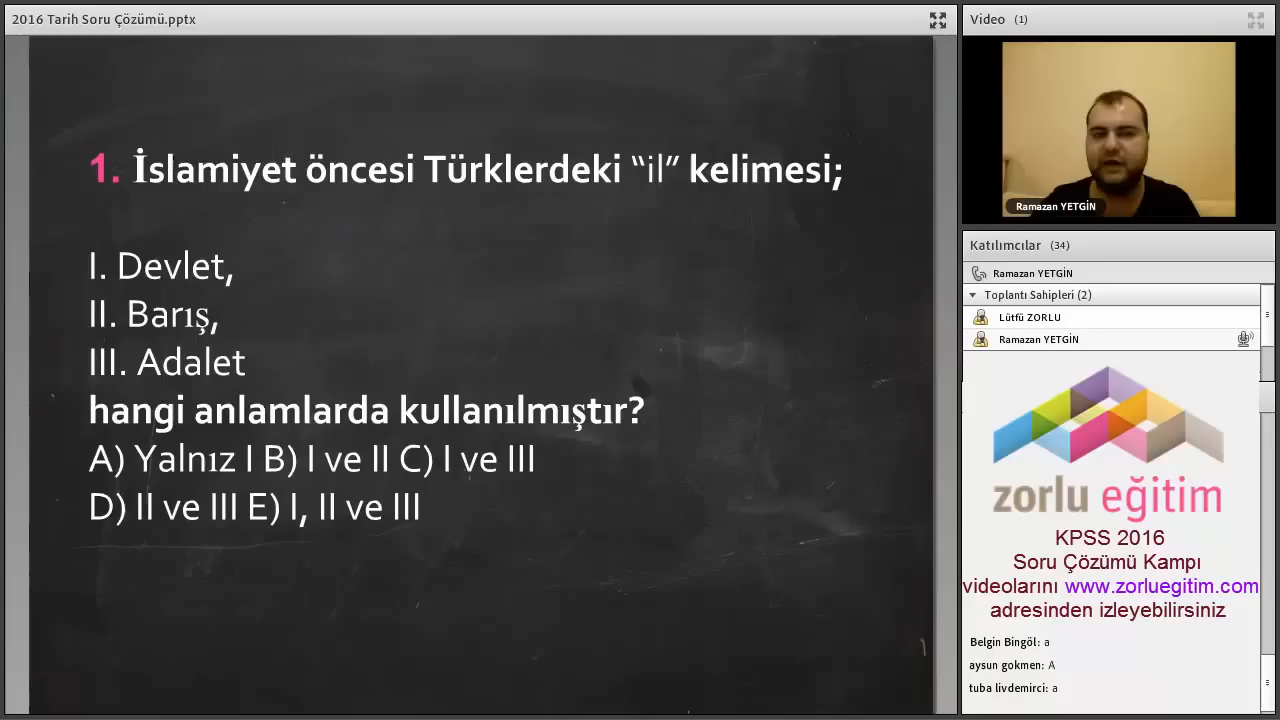 2016 Tarih Soru Çözümü.pptx
1. İslamiyet öncesi Türklerdeki “il” kelimesi;
I. Devlet,
II. Barış,
III. Adalet
hangi anlamlarda kullanılmıştır?
A) Yalnız I B) I ve II C) I ve III
D) II ve III E) I, II ve III
Video (1)
Ramazan YETGİN
Katılımcılar (34)
Ramazan YETGİN
Toplantı Sahipleri (2)
Lütfü ZORLU
Ramazan YETGİN
zorlu eğitim
KPSS 2016
Soru Çözümü Kampı
videolarını www.zorluegitim.com
adresinden izleyebilirsiniz
Belgin Bingöl: a
aysun gokmen: A
tuba livdemirci: a